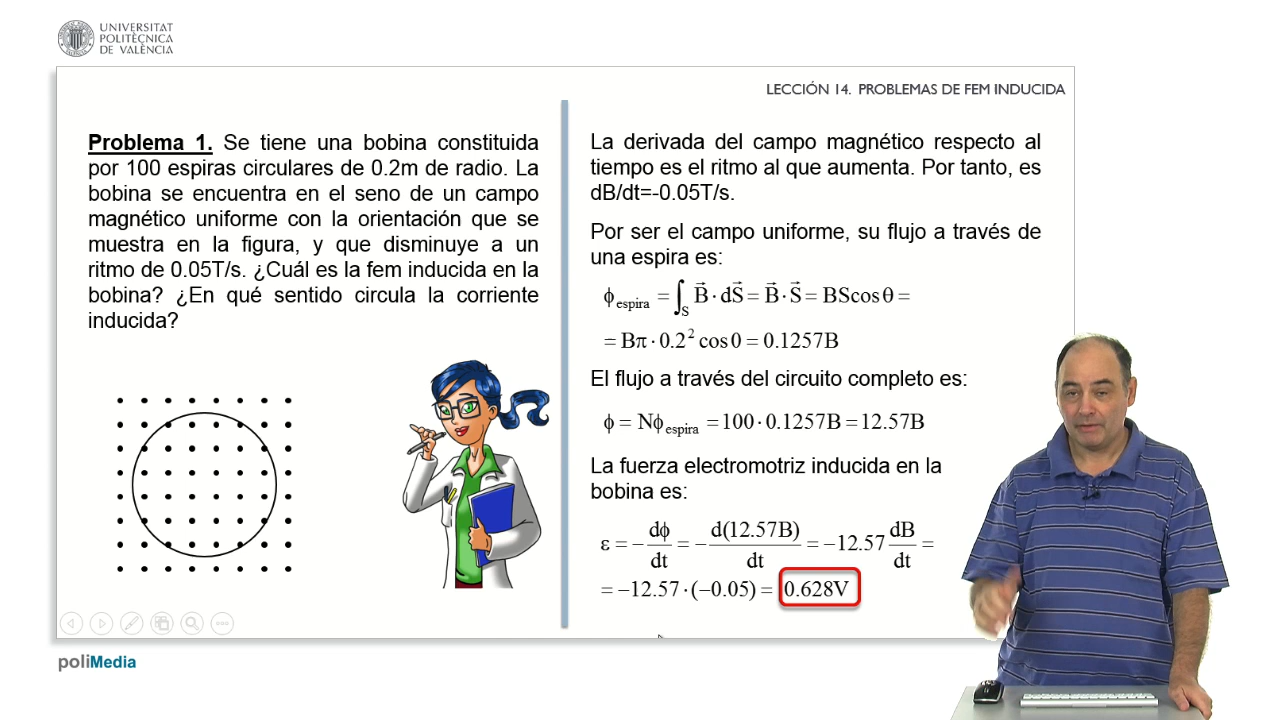 UNIVERSITAT
POLITÈCNICA
DE VALÈNCIA
LECCIÓN 14. PROBLEMAS DE FEM INDUCIDA
Problema 1. Se tiene una bobina constituida
por 100 espiras circulares de 0.2m de radio. La
bobina se encuentra en el seno de un campo
magnético uniforme con la orientación que se
muestra en la figura, y que disminuye a un
ritmo de 0.05T/s. ¿Cuál es la fem inducida en la
bobina? ¿En qué sentido circula la corriente
inducida?
La derivada del campo magnético respecto al
tiempo es el ritmo al que aumenta. Por tanto, es
dB/dt=-0.05T/s.
Por ser el campo uniforme, su flujo a través de
una espira es:
ϕ_espira = ∫_S B⃗ · dS⃗ = B⃗ · S⃗ = BScos θ =
= Bπ · 0.2² cos 0 = 0.1257B
El flujo a través del circuito completo es:
ϕ = Nϕ_espira = 100 · 0.1257B = 12.57B
La fuerza electromotriz inducida en la
bobina es:
ε = − dϕ/dt = − d(12.57B)/dt = −12.57 dB/dt =
= −12.57 · (−0.05) = 0.628V
poliMedia